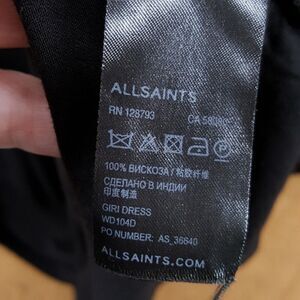 ALLSAINTS
RN 128793
100% ВИСКОЗА / 粘胶纤维
СДЕЛАНО В ИНДИИ
印度制造
GIRI DRESS
WD104D
PO NUMBER: AS_36640
ALLSAINTS.COM